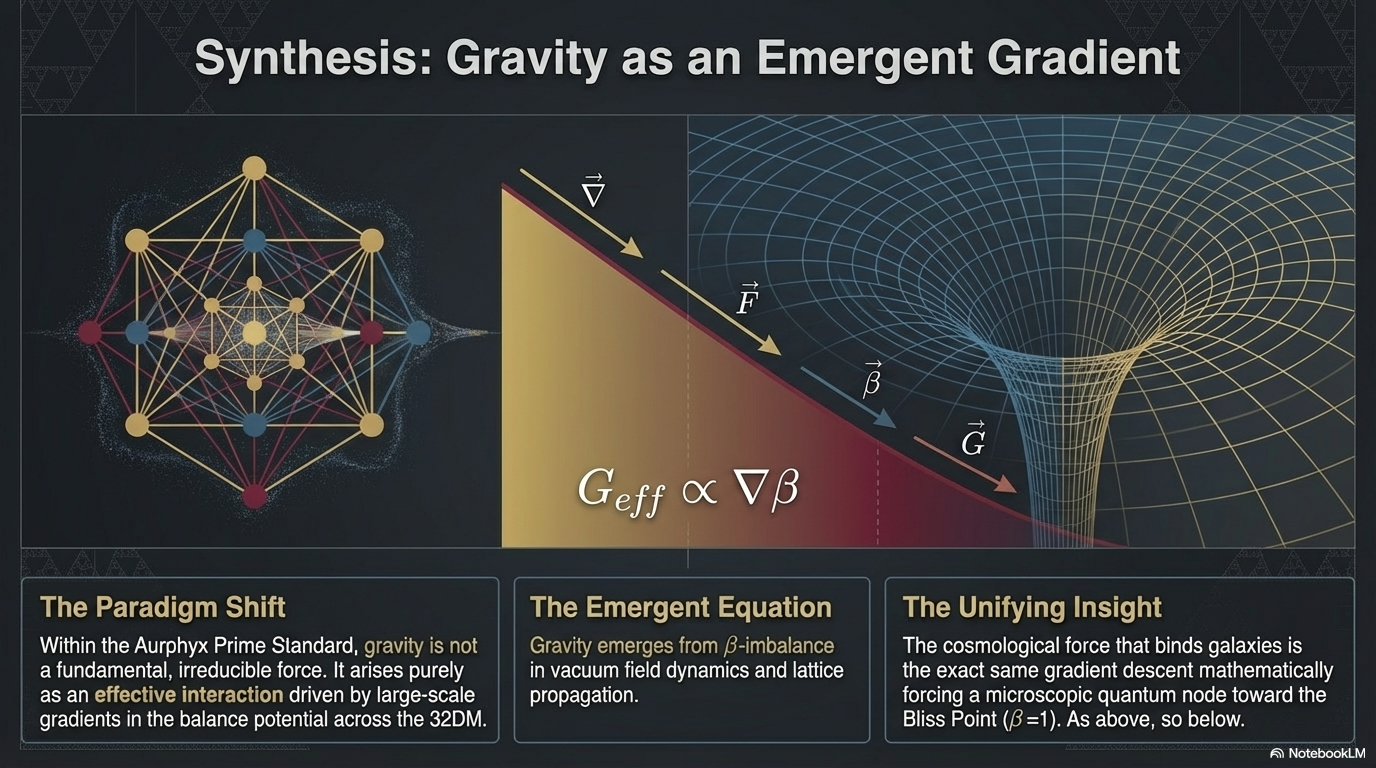 Synthesis: Gravity as an Emergent Gradient
∇⃗
F⃗
β⃗
G⃗
G_eff ∝ ∇β
The Paradigm Shift
Within the Aurphyx Prime Standard, gravity is not
a fundamental, irreducible force. It arises purely
as an effective interaction driven by large-scale
gradients in the balance potential across the 32DM.
The Emergent Equation
Gravity emerges from β-imbalance
in vacuum field dynamics and lattice
propagation.
The Unifying Insight
The cosmological force that binds galaxies is
the exact same gradient descent mathematically
forcing a microscopic quantum node toward the
Bliss Point (β=1). As above, so below.
NotebookLM